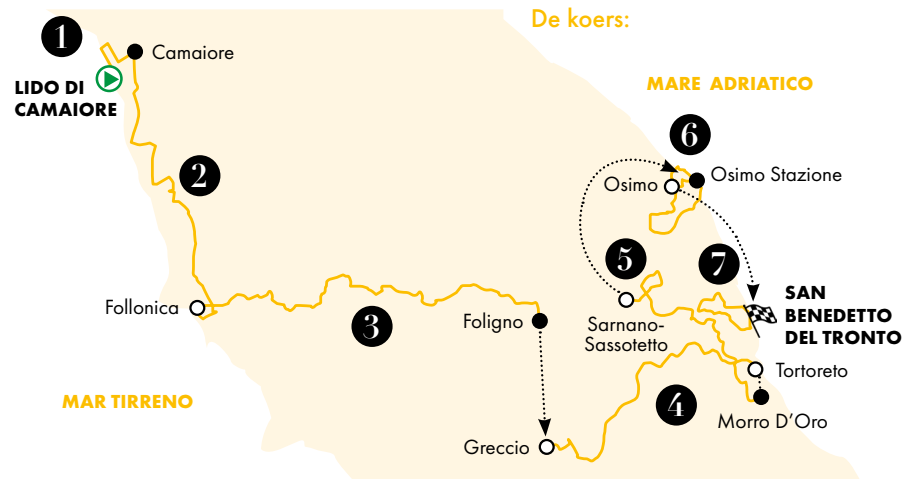 De koers:
1
Camaiore
LIDO DI
CAMAIORE
MARE ADRIATICO
6
Osimo
Osimo Stazione
2
5
7
Follonica
3
Foligno
Sarnano-
Sassotetto
SAN
BENEDETTO
DEL TRONTO
Tortoreto
MAR TIRRENO
4
Morro D'Oro
Greccio